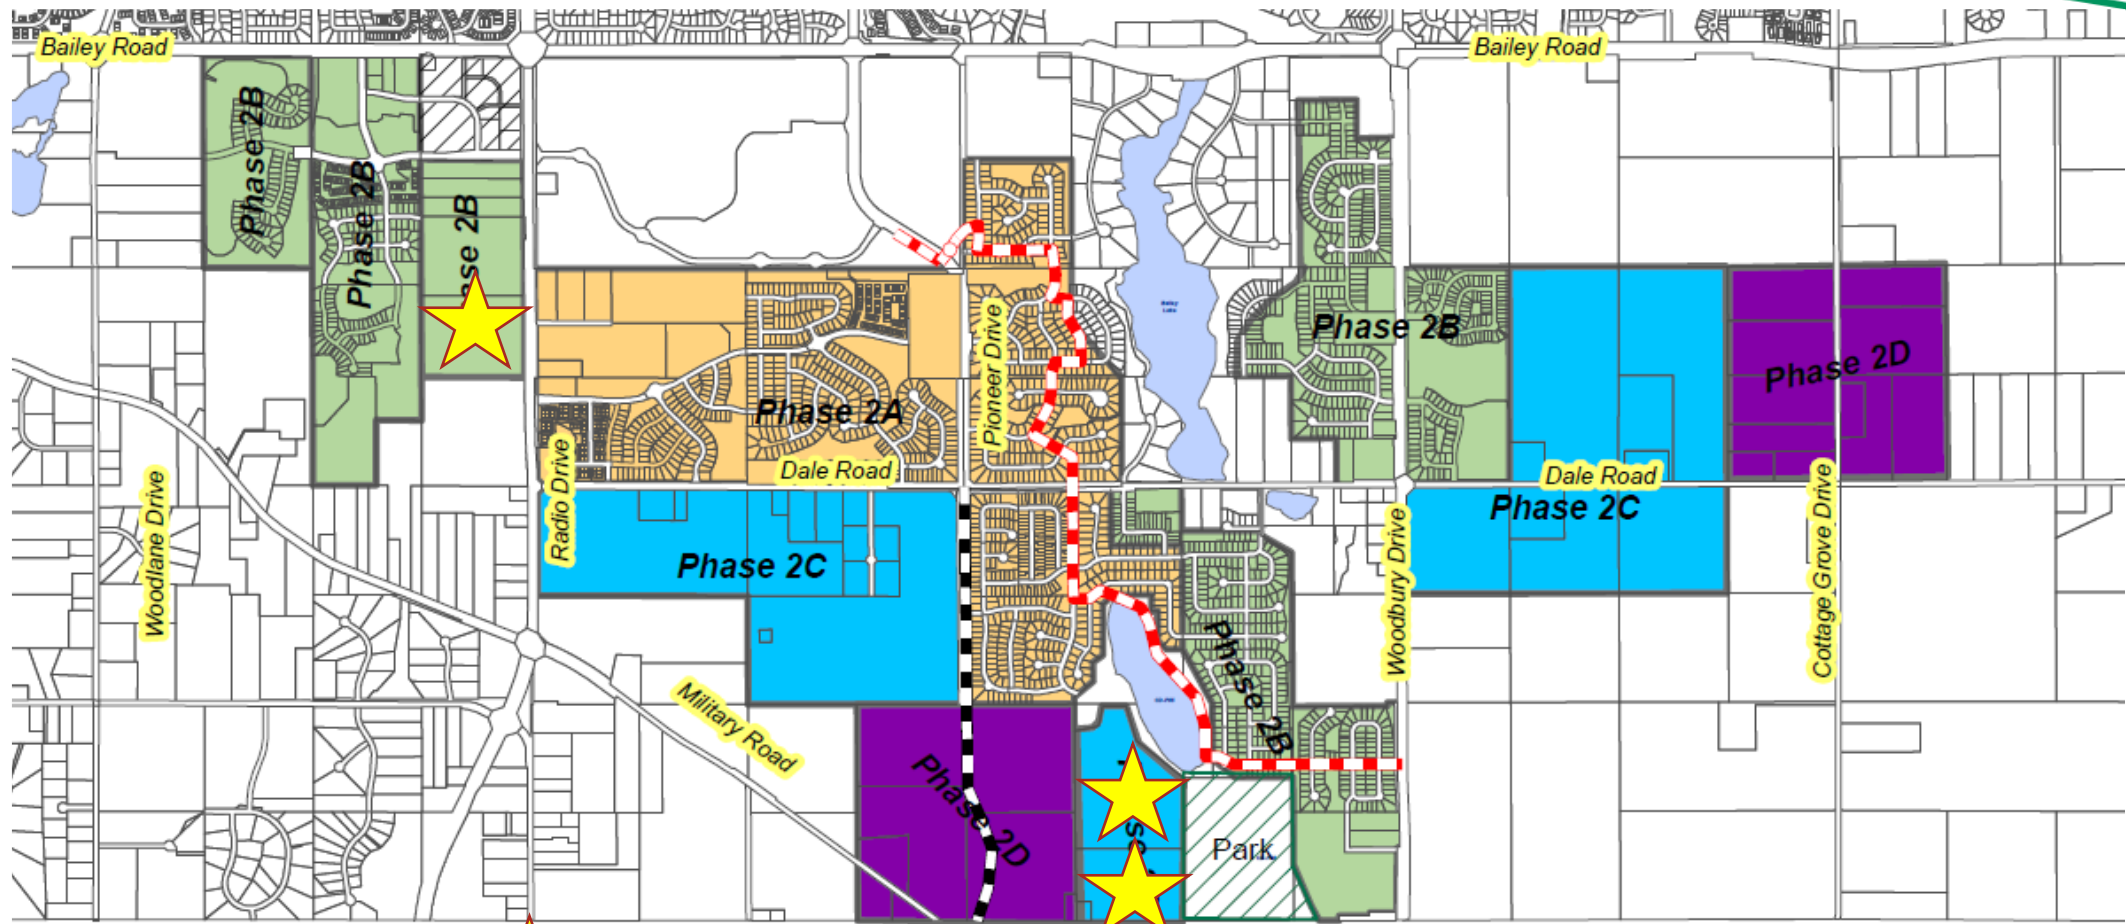 Bailey Road
Bailey Road
Phase 2B
Phase 2B
ase 2B
Pioneer Drive
Phase 2B
Phase 2D
Phase 2A
Radio Drive
Dale Road
Dale Road
Phase 2C
Phase 2C
Woodlane Drive
Woodbury Drive
Cottage Grove Drive
Phase 2B
Military Road
Phase 2D
Park